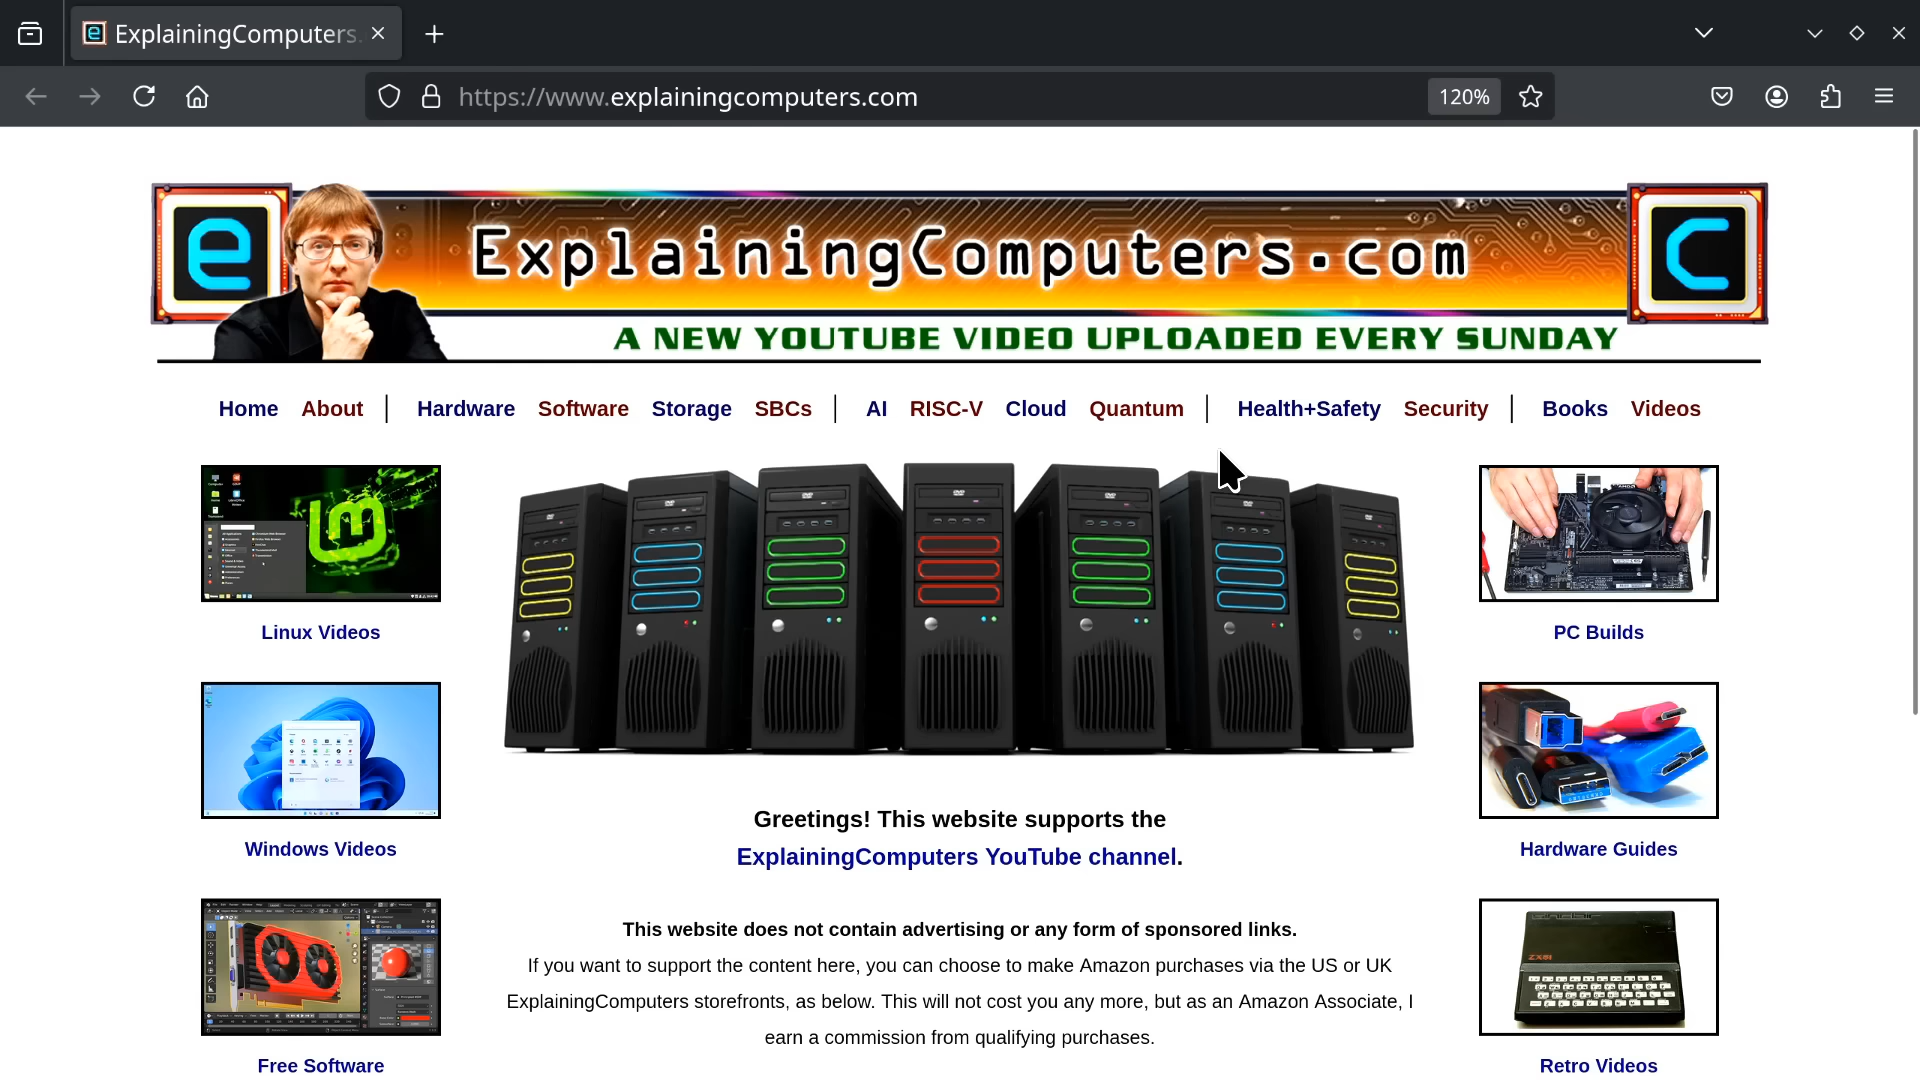 ExplainingComputers.
https://www.explainingcomputers.com
120%
e
ExplainingComputers.com
c
A NEW YOUTUBE VIDEO UPLOADED EVERY SUNDAY
Home About | Hardware Software Storage SBCs | AI RISC-V Cloud Quantum | Health+Safety Security | Books Videos
Linux Videos
PC Builds
Windows Videos
Hardware Guides
Greetings! This website supports the
ExplainingComputers YouTube channel.
This website does not contain advertising or any form of sponsored links.
If you want to support the content here, you can choose to make Amazon purchases via the US or UK
ExplainingComputers storefronts, as below. This will not cost you any more, but as an Amazon Associate, I
earn a commission from qualifying purchases.
ZX81
Free Software
Retro Videos